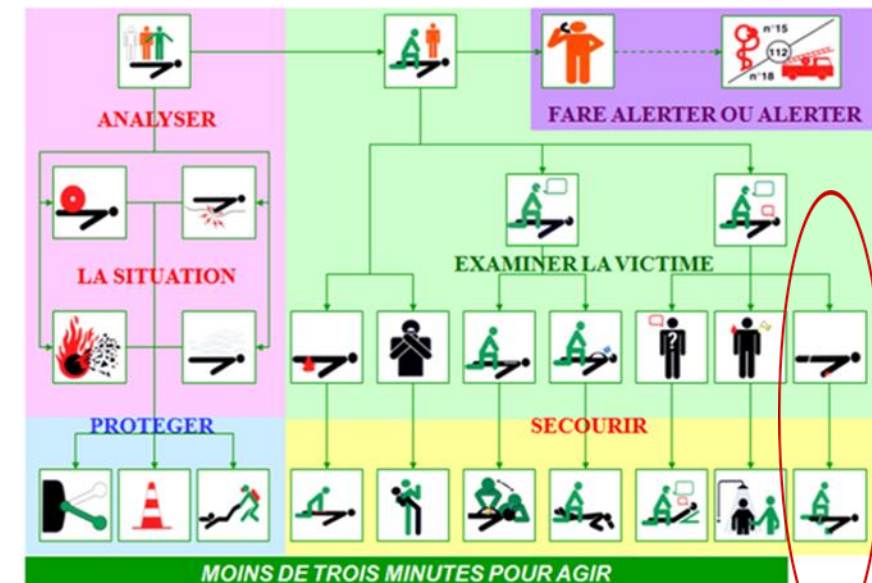 n°15
112
n°18
ANALYSER
FARE ALERTER OU ALERTER
EXAMINER LA VICTIME
LA SITUATION
?
PROTEGER
SECOURIR
MOINS DE TROIS MINUTES POUR AGIR